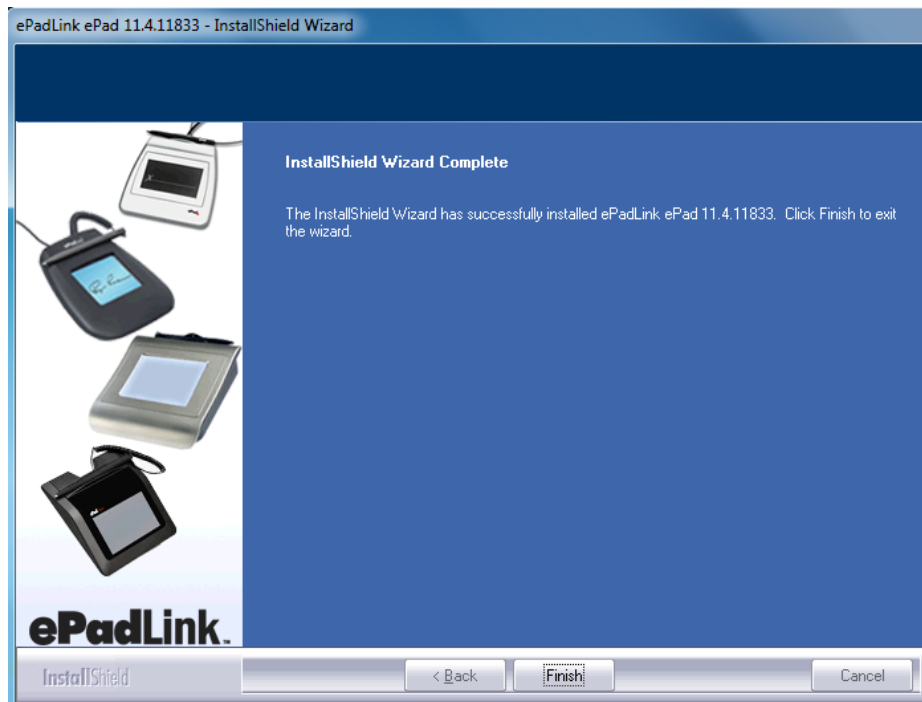 ePadLink ePad 11.4.11833 - InstallShield Wizard
InstallShield Wizard Complete
The InstallShield Wizard has successfully installed ePadLink ePad 11.4.11833. Click Finish to exit
the wizard.
ePadLink™
InstallShield
< Back
Finish
Cancel